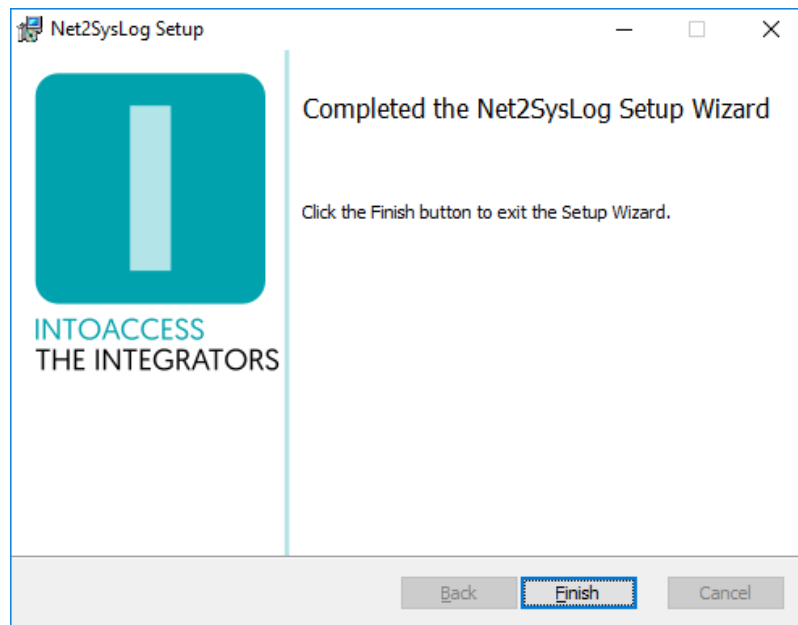 Net2SysLog Setup
Completed the Net2SysLog Setup Wizard
Click the Finish button to exit the Setup Wizard.
INTOACCESS
THE INTEGRATORS
Back
Finish
Cancel